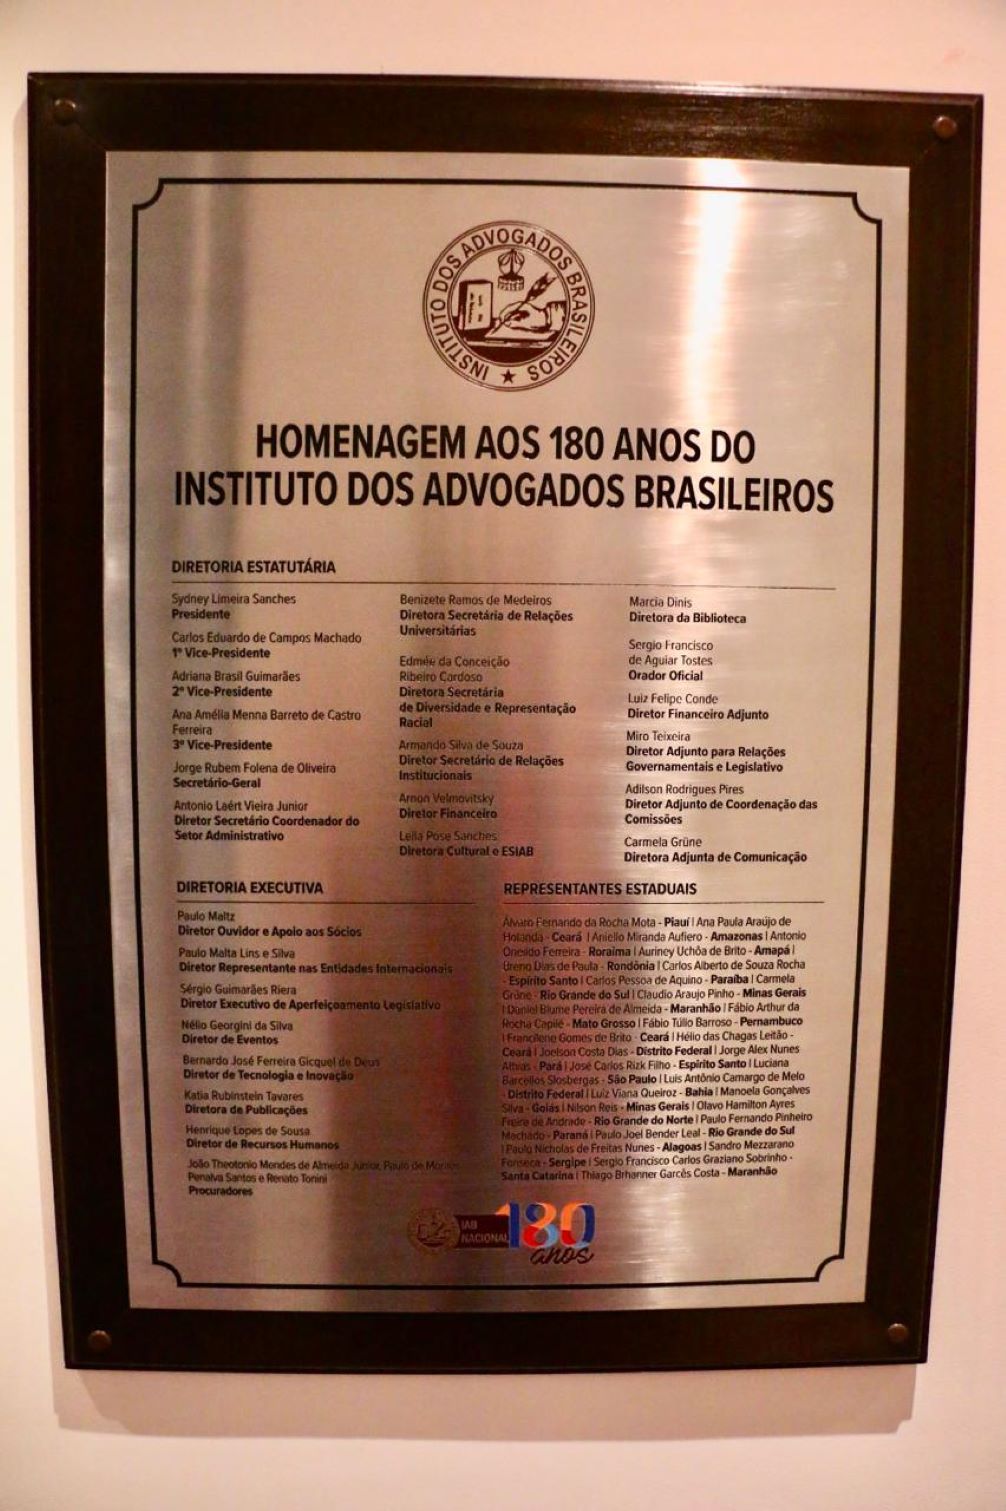 INSTITUTO DOS ADVOGADOS BRASILEIROS
HOMENAGEM AOS 180 ANOS DO
INSTITUTO DOS ADVOGADOS BRASILEIROS
DIRETORIA ESTATUTÁRIA
Sydney Limeira Sanches
Presidente
Carlos Eduardo de Campos Machado
1º Vice-Presidente
Adriana Brasil Guimarães
2ª Vice-Presidente
Ana Amélia Menna Barreto de Castro
Ferreira
3ª Vice-Presidente
Jorge Rubem Folena de Oliveira
Secretário-Geral
Antonio Laért Vieira Junior
Diretor Secretário Coordenador do
Setor Administrativo
Benizete Ramos de Medeiros
Diretora Secretária de Relações
Universitárias
Edmée da Conceição
Ribeiro Cardoso
Diretora Secretária
de Diversidade e Representação
Racial
Armando Silva de Souza
Diretor Secretário de Relações
Institucionais
Arnon Velmovitsky
Diretor Financeiro
Leila Pose Sanches
Diretora Cultural e ESIAB
Marcia Dinis
Diretora da Biblioteca
Sergio Francisco
de Aguiar Tostes
Orador Oficial
Luiz Felipe Conde
Diretor Financeiro Adjunto
Miro Teixeira
Diretor Adjunto para Relações
Governamentais e Legislativo
Adilson Rodrigues Pires
Diretor Adjunto de Coordenação das
Comissões
Carmela Grüne
Diretora Adjunta de Comunicação
DIRETORIA EXECUTIVA
Paulo Maltz
Diretor Ouvidor e Apoio aos Sócios
Paulo Malta Lins e Silva
Diretor Representante nas Entidades Internacionais
Sérgio Guimarães Riera
Diretor Executivo de Aperfeiçoamento Legislativo
Nélio Georgini da Silva
Diretor de Eventos
Bernardo José Ferreira Gicquel de Deus
Diretor de Tecnologia e Inovação
Katia Rubinstein Tavares
Diretora de Publicações
Henrique Lopes de Sousa
Diretor de Recursos Humanos
João Theotonio Mendes de Almeida Junior, Paulo de Moraes
Penalva Santos e Renato Tonini
Procuradores
REPRESENTANTES ESTADUAIS
Álvaro Fernando da Rocha Mota - Piauí | Ana Paula Araújo de
Holanda - Ceará | Aniello Miranda Aufiero - Amazonas | Antonio
Oneildo Ferreira - Roraima | Auriney Uchôa de Brito - Amapá |
Breno Dias de Paula - Rondônia | Carlos Alberto de Souza Rocha
- Espírito Santo | Carlos Pessoa de Aquino - Paraíba | Carmela
Grüne - Rio Grande do Sul | Claudio Araujo Pinho - Minas Gerais
| Daniel Blume Pereira de Almeida - Maranhão | Fábio Arthur da
Rocha Capilé - Mato Grosso | Fábio Túlio Barroso - Pernambuco
| Francilene Gomes de Brito - Ceará | Hélio das Chagas Leitão -
Ceará | Joelson Costa Dias - Distrito Federal | Jorge Alex Nunes
Athias - Pará | José Carlos Rizk Filho - Espírito Santo | Luciana
Barcellos Slosbergas - São Paulo | Luis Antônio Camargo de Melo
- Distrito Federal | Luiz Viana Queiroz - Bahia | Manoela Gonçalves
Silva - Goiás | Nilson Reis - Minas Gerais | Olavo Hamilton Ayres
Freire de Andrade - Rio Grande do Norte | Paulo Fernando Pinheiro
Machado - Paraná | Paulo Joel Bender Leal - Rio Grande do Sul
| Paulo Nicholas de Freitas Nunes - Alagoas | Sandro Mezzarano
Fonseca - Sergipe | Sergio Francisco Carlos Graziano Sobrinho -
Santa Catarina | Thiago Brhanner Garcês Costa - Maranhão
IAB
NACIONAL
180
anos